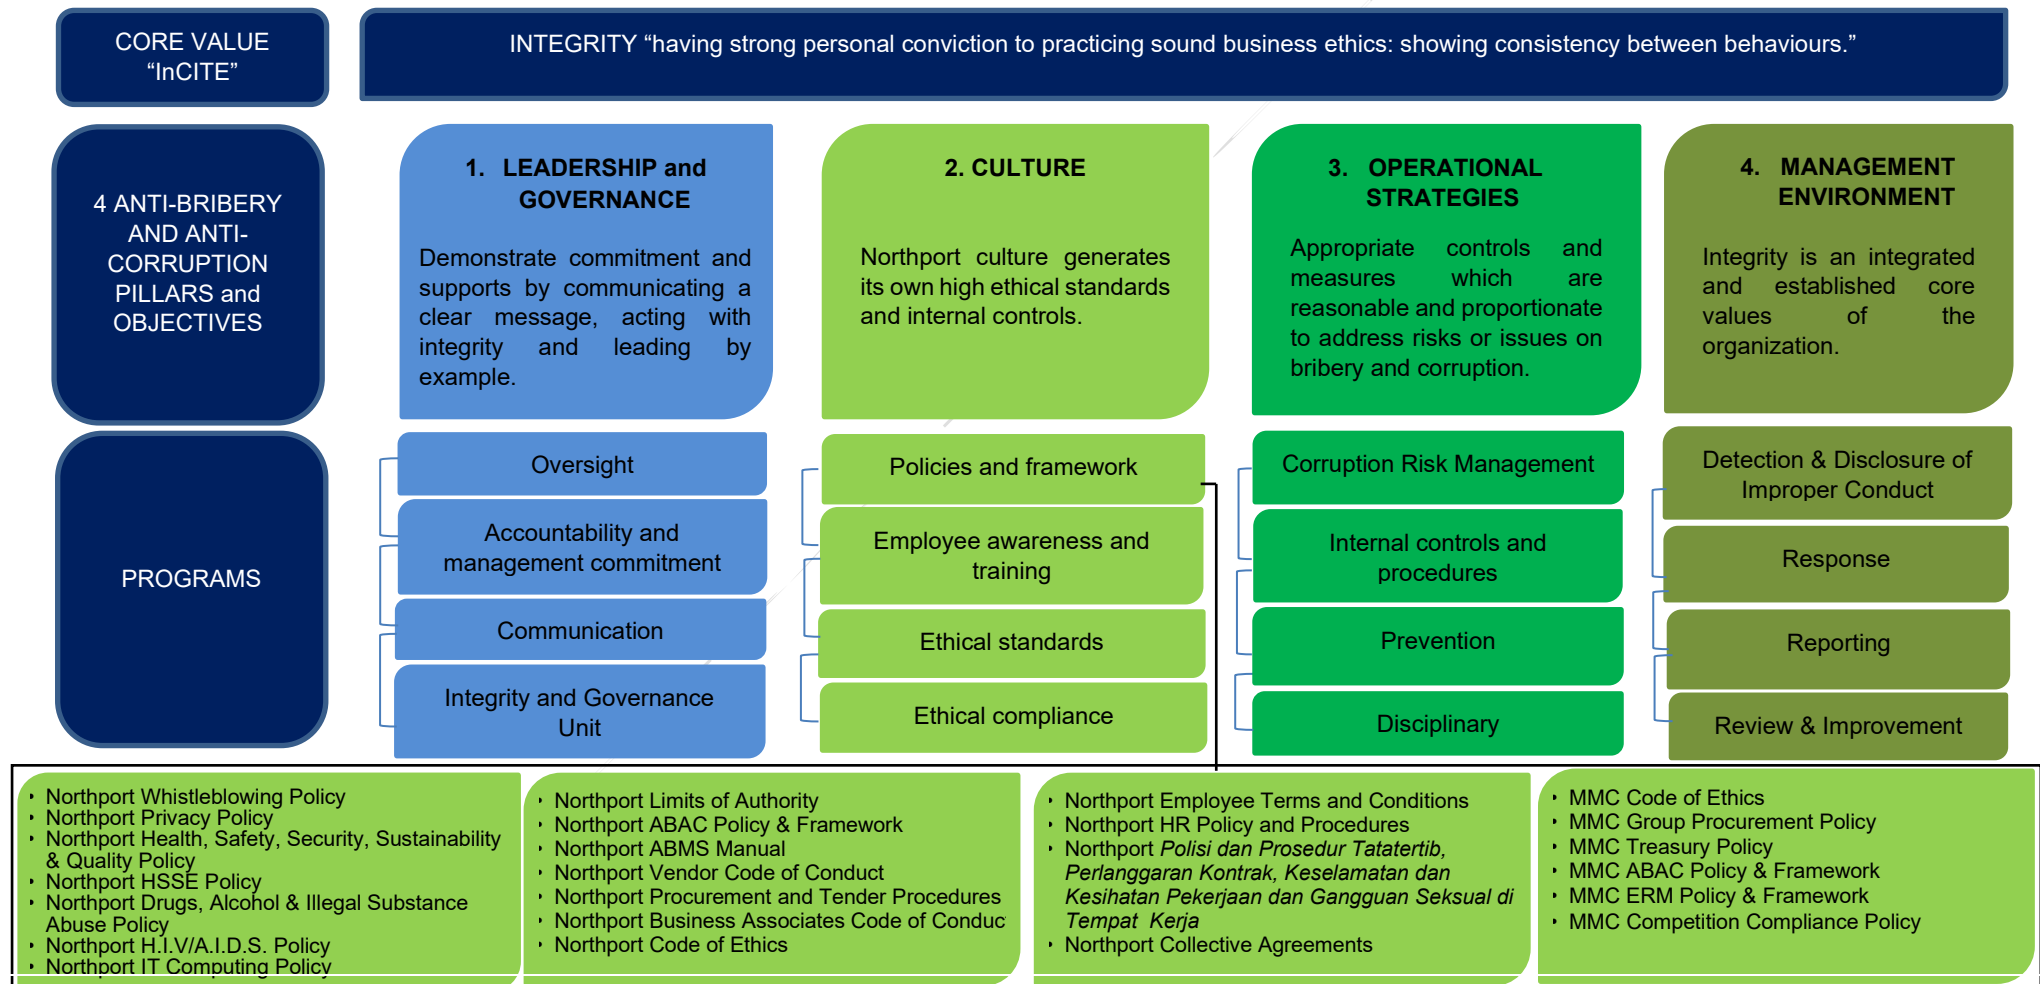 CORE VALUE
“InCITE”
INTEGRITY “having strong personal conviction to practicing sound business ethics: showing consistency between behaviours.”
4 ANTI-BRIBERY
AND ANTI-
CORRUPTION
PILLARS and
OBJECTIVES
1. LEADERSHIP and
GOVERNANCE
Demonstrate commitment and
supports by communicating a
clear message, acting with
integrity and leading by
example.
2. CULTURE
Northport culture generates
its own high ethical standards
and internal controls.
3. OPERATIONAL
STRATEGIES
Appropriate controls and
measures which are
reasonable and proportionate
to address risks or issues on
bribery and corruption.
4. MANAGEMENT
ENVIRONMENT
Integrity is an integrated
and established core
values of the
organization.
PROGRAMS
Oversight
Accountability and
management commitment
Communication
Integrity and Governance
Unit
Policies and framework
Employee awareness and
training
Ethical standards
Ethical compliance
Corruption Risk Management
Internal controls and
procedures
Prevention
Disciplinary
Detection & Disclosure of
Improper Conduct
Response
Reporting
Review & Improvement
• Northport Whistleblowing Policy
• Northport Privacy Policy
• Northport Health, Safety, Security, Sustainability
& Quality Policy
• Northport HSSE Policy
• Northport Drugs, Alcohol & Illegal Substance
Abuse Policy
• Northport H.I.V/A.I.D.S. Policy
• Northport IT Computing Policy
• Northport Limits of Authority
• Northport ABAC Policy & Framework
• Northport ABMS Manual
• Northport Vendor Code of Conduct
• Northport Procurement and Tender Procedures
• Northport Business Associates Code of Conduc
• Northport Code of Ethics
• Northport Employee Terms and Conditions
• Northport HR Policy and Procedures
• Northport Polisi dan Prosedur Tatatertib,
Perlanggaran Kontrak, Keselamatan dan
Kesihatan Pekerjaan dan Gangguan Seksual di
Tempat Kerja
• Northport Collective Agreements
• MMC Code of Ethics
• MMC Group Procurement Policy
• MMC Treasury Policy
• MMC ABAC Policy & Framework
• MMC ERM Policy & Framework
• MMC Competition Compliance Policy